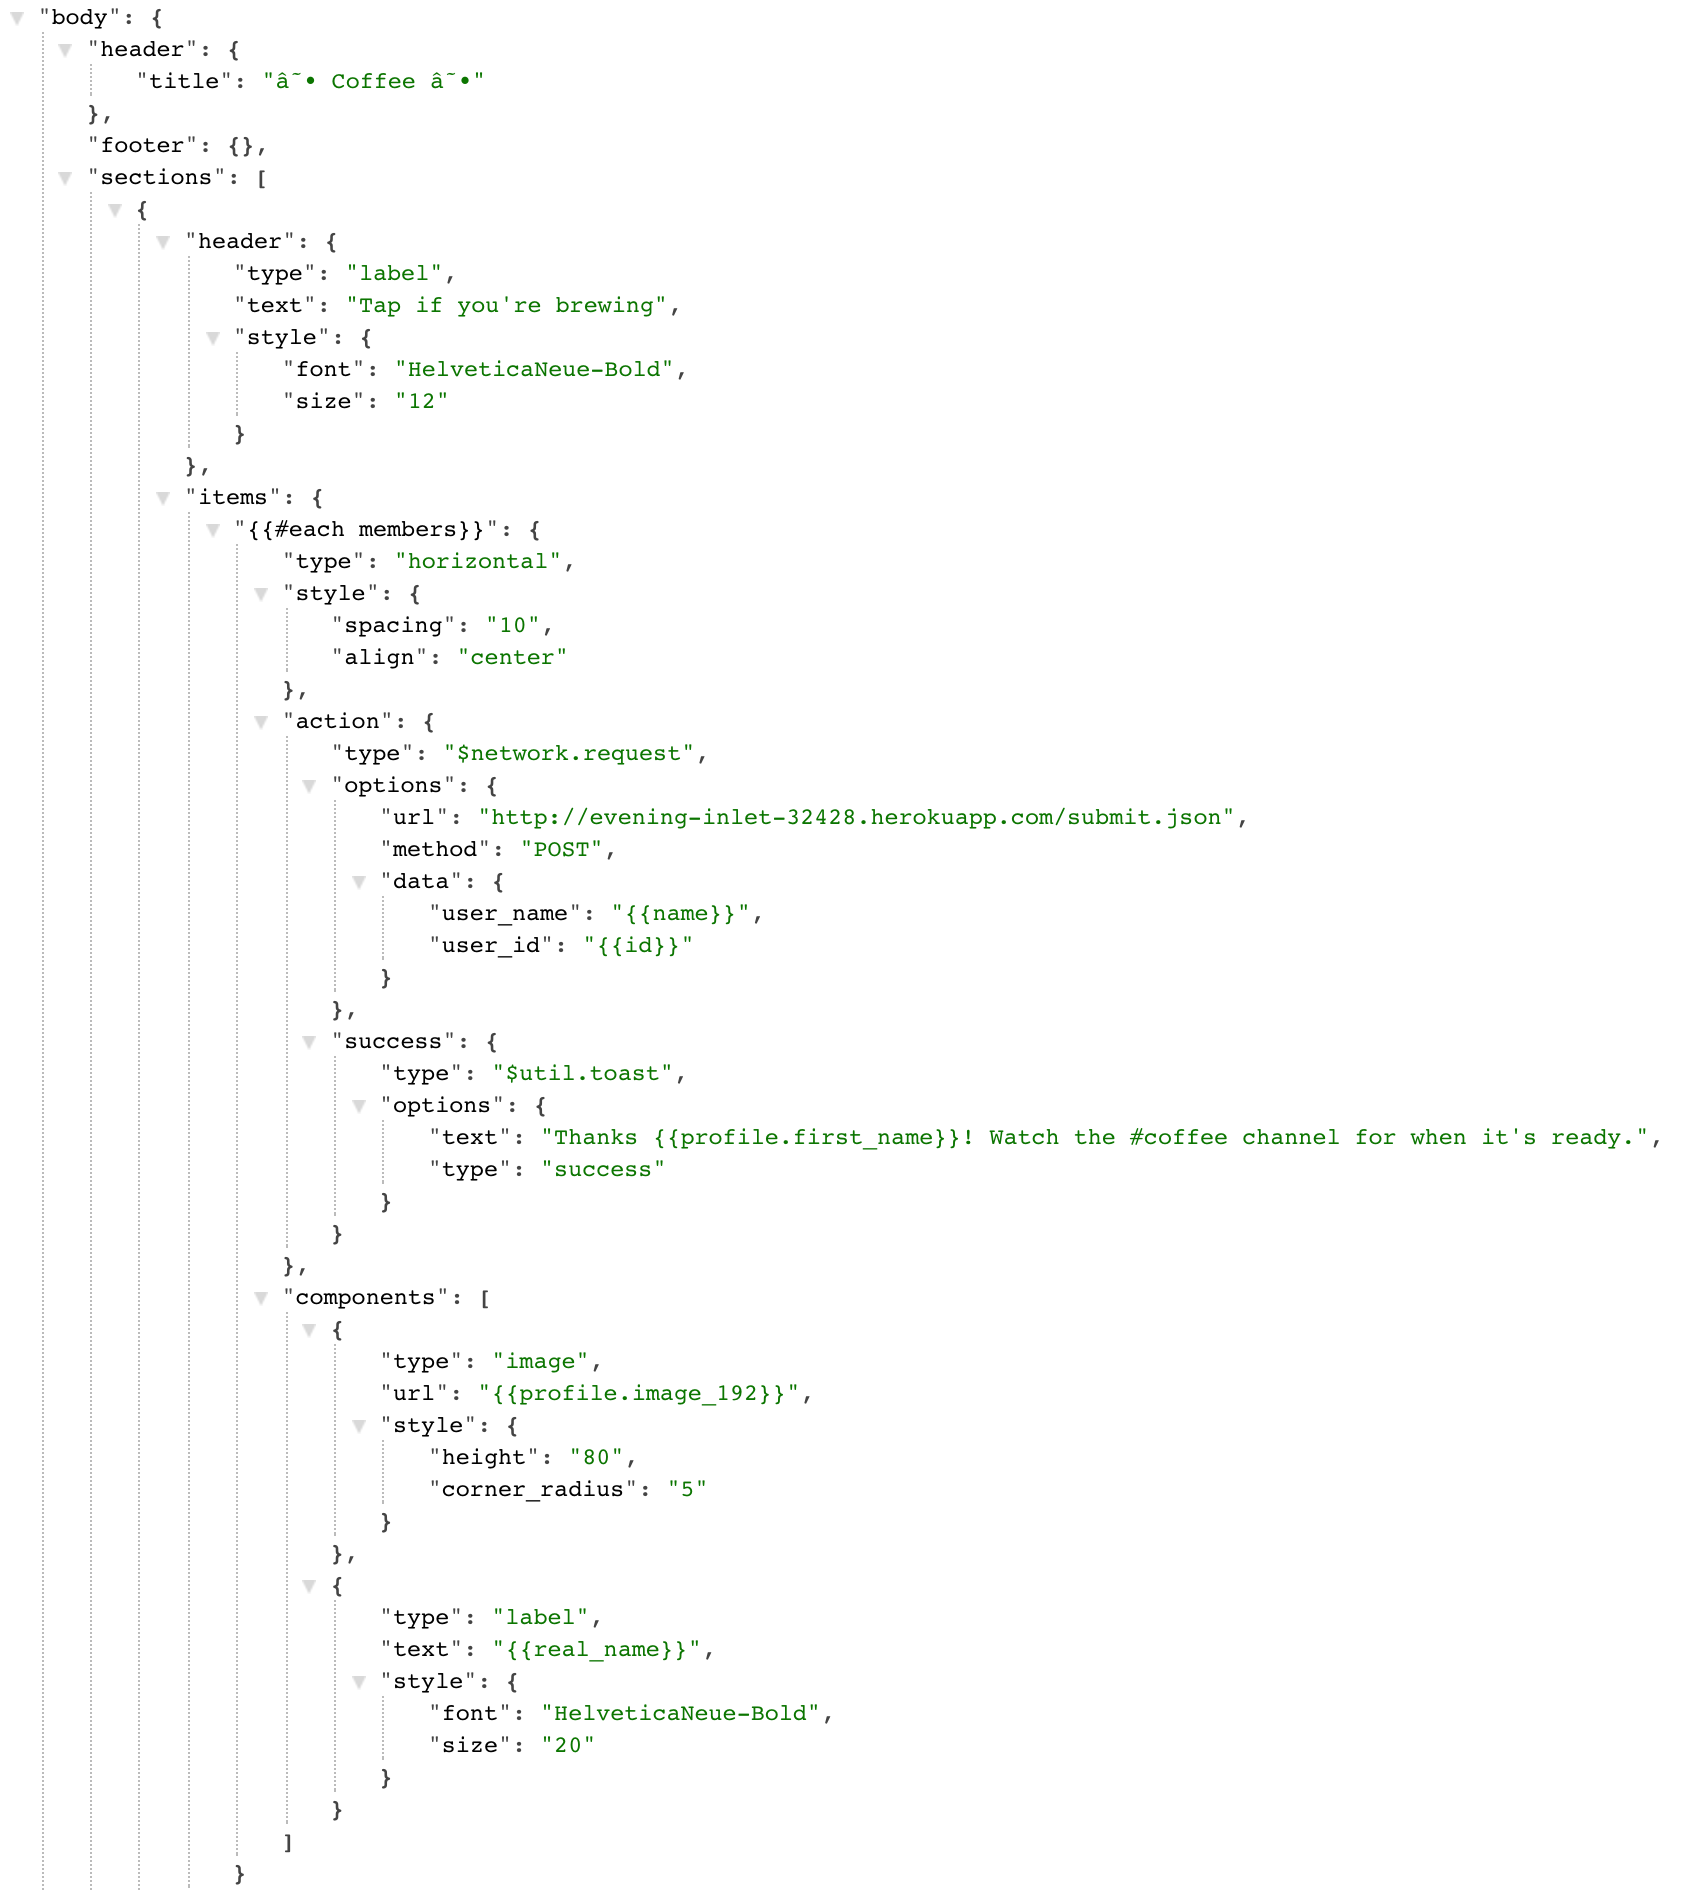 "body": {
"header": {
"title": "â˜• Coffee â˜•"
},
"footer": {},
"sections": [
{
"header": {
"type": "label",
"text": "Tap if you're brewing",
"style": {
"font": "HelveticaNeue-Bold",
"size": "12"
}
},
"items": {
"{{#each members}}": {
"type": "horizontal",
"style": {
"spacing": "10",
"align": "center"
},
"action": {
"type": "$network.request",
"options": {
"url": "http://evening-inlet-32428.herokuapp.com/submit.json",
"method": "POST",
"data": {
"user_name": "{{name}}",
"user_id": "{{id}}"
}
},
"success": {
"type": "$util.toast",
"options": {
"text": "Thanks {{profile.first_name}}! Watch the #coffee channel for when it's ready.",
"type": "success"
}
}
},
"components": [
{
"type": "image",
"url": "{{profile.image_192}}",
"style": {
"height": "80",
"corner_radius": "5"
}
},
{
"type": "label",
"text": "{{real_name}}",
"style": {
"font": "HelveticaNeue-Bold",
"size": "20"
}
}
]
}